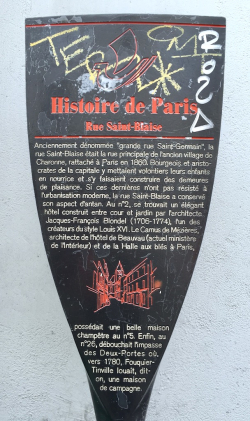 Histoire de Paris
Rue Saint-Blaise
Anciennement dénommée "grande rue Saint-Germain", la
rue Saint-Blaise était la rue principale de l'ancien village de
Charonne, rattaché à Paris en 1860. Bourgeois et aristo-
crates de la capitale y mettaient volontiers leurs enfants
en nourrice et s'y faisaient construire des demeures
de plaisance. Si ces dernières n'ont pas résisté à
l'urbanisation moderne, la rue Saint-Blaise a conservé
son aspect d'antan. Au n°2, se trouvait un élégant
hôtel construit entre cour et jardin par l'architecte
Jacques-François Blondel (1706-1774), l'un des
créateurs du style Louis XVI. Le Camus de Mézières,
architecte de l'hôtel de Beauvau (actuel ministère
de l'Intérieur) et de la Halle aux blés à Paris,
possédait une belle maison
champêtre au n°5. Enfin, au
n°26, débouchait l'impasse
des Deux-Portes où,
vers 1780, Fouquier-
Tinville louait, dit-
on, une maison
de campagne.